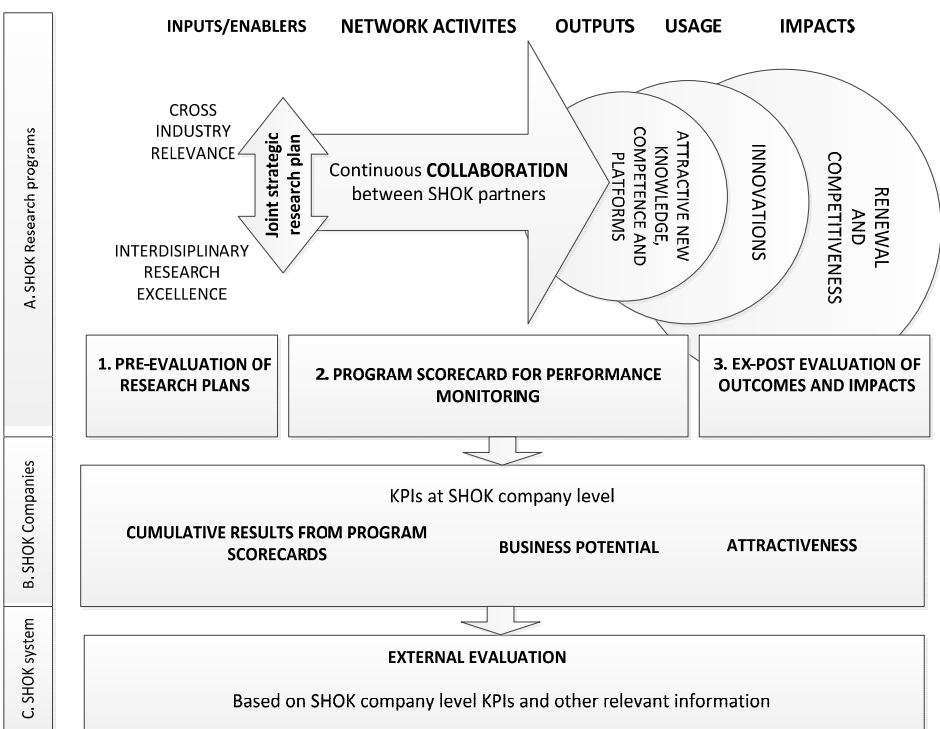 INPUTS/ENABLERS
NETWORK ACTIVITES
OUTPUTS
USAGE
IMPACTS
A. SHOK Research programs
CROSS
INDUSTRY
RELEVANCE
INTERDISIPLINARY
RESEARCH
EXCELLENCE
Joint strategic
research plan
Continuous COLLABORATION
between SHOK partners
ATTRACTIVE NEW
KNOWLEDGE,
COMPETENCE AND
PLATFORMS
INNOVATIONS
RENEWAL
AND
COMPETITIVENESS
1. PRE-EVALUATION OF
RESEARCH PLANS
2. PROGRAM SCORECARD FOR PERFORMANCE
MONITORING
3. EX-POST EVALUATION OF
OUTCOMES AND IMPACTS
B. SHOK Companies
KPIs at SHOK company level
CUMULATIVE RESULTS FROM PROGRAM
SCORECARDS
BUSINESS POTENTIAL
ATTRACTIVENESS
C. SHOK system
EXTERNAL EVALUATION
Based on SHOK company level KPIs and other relevant information